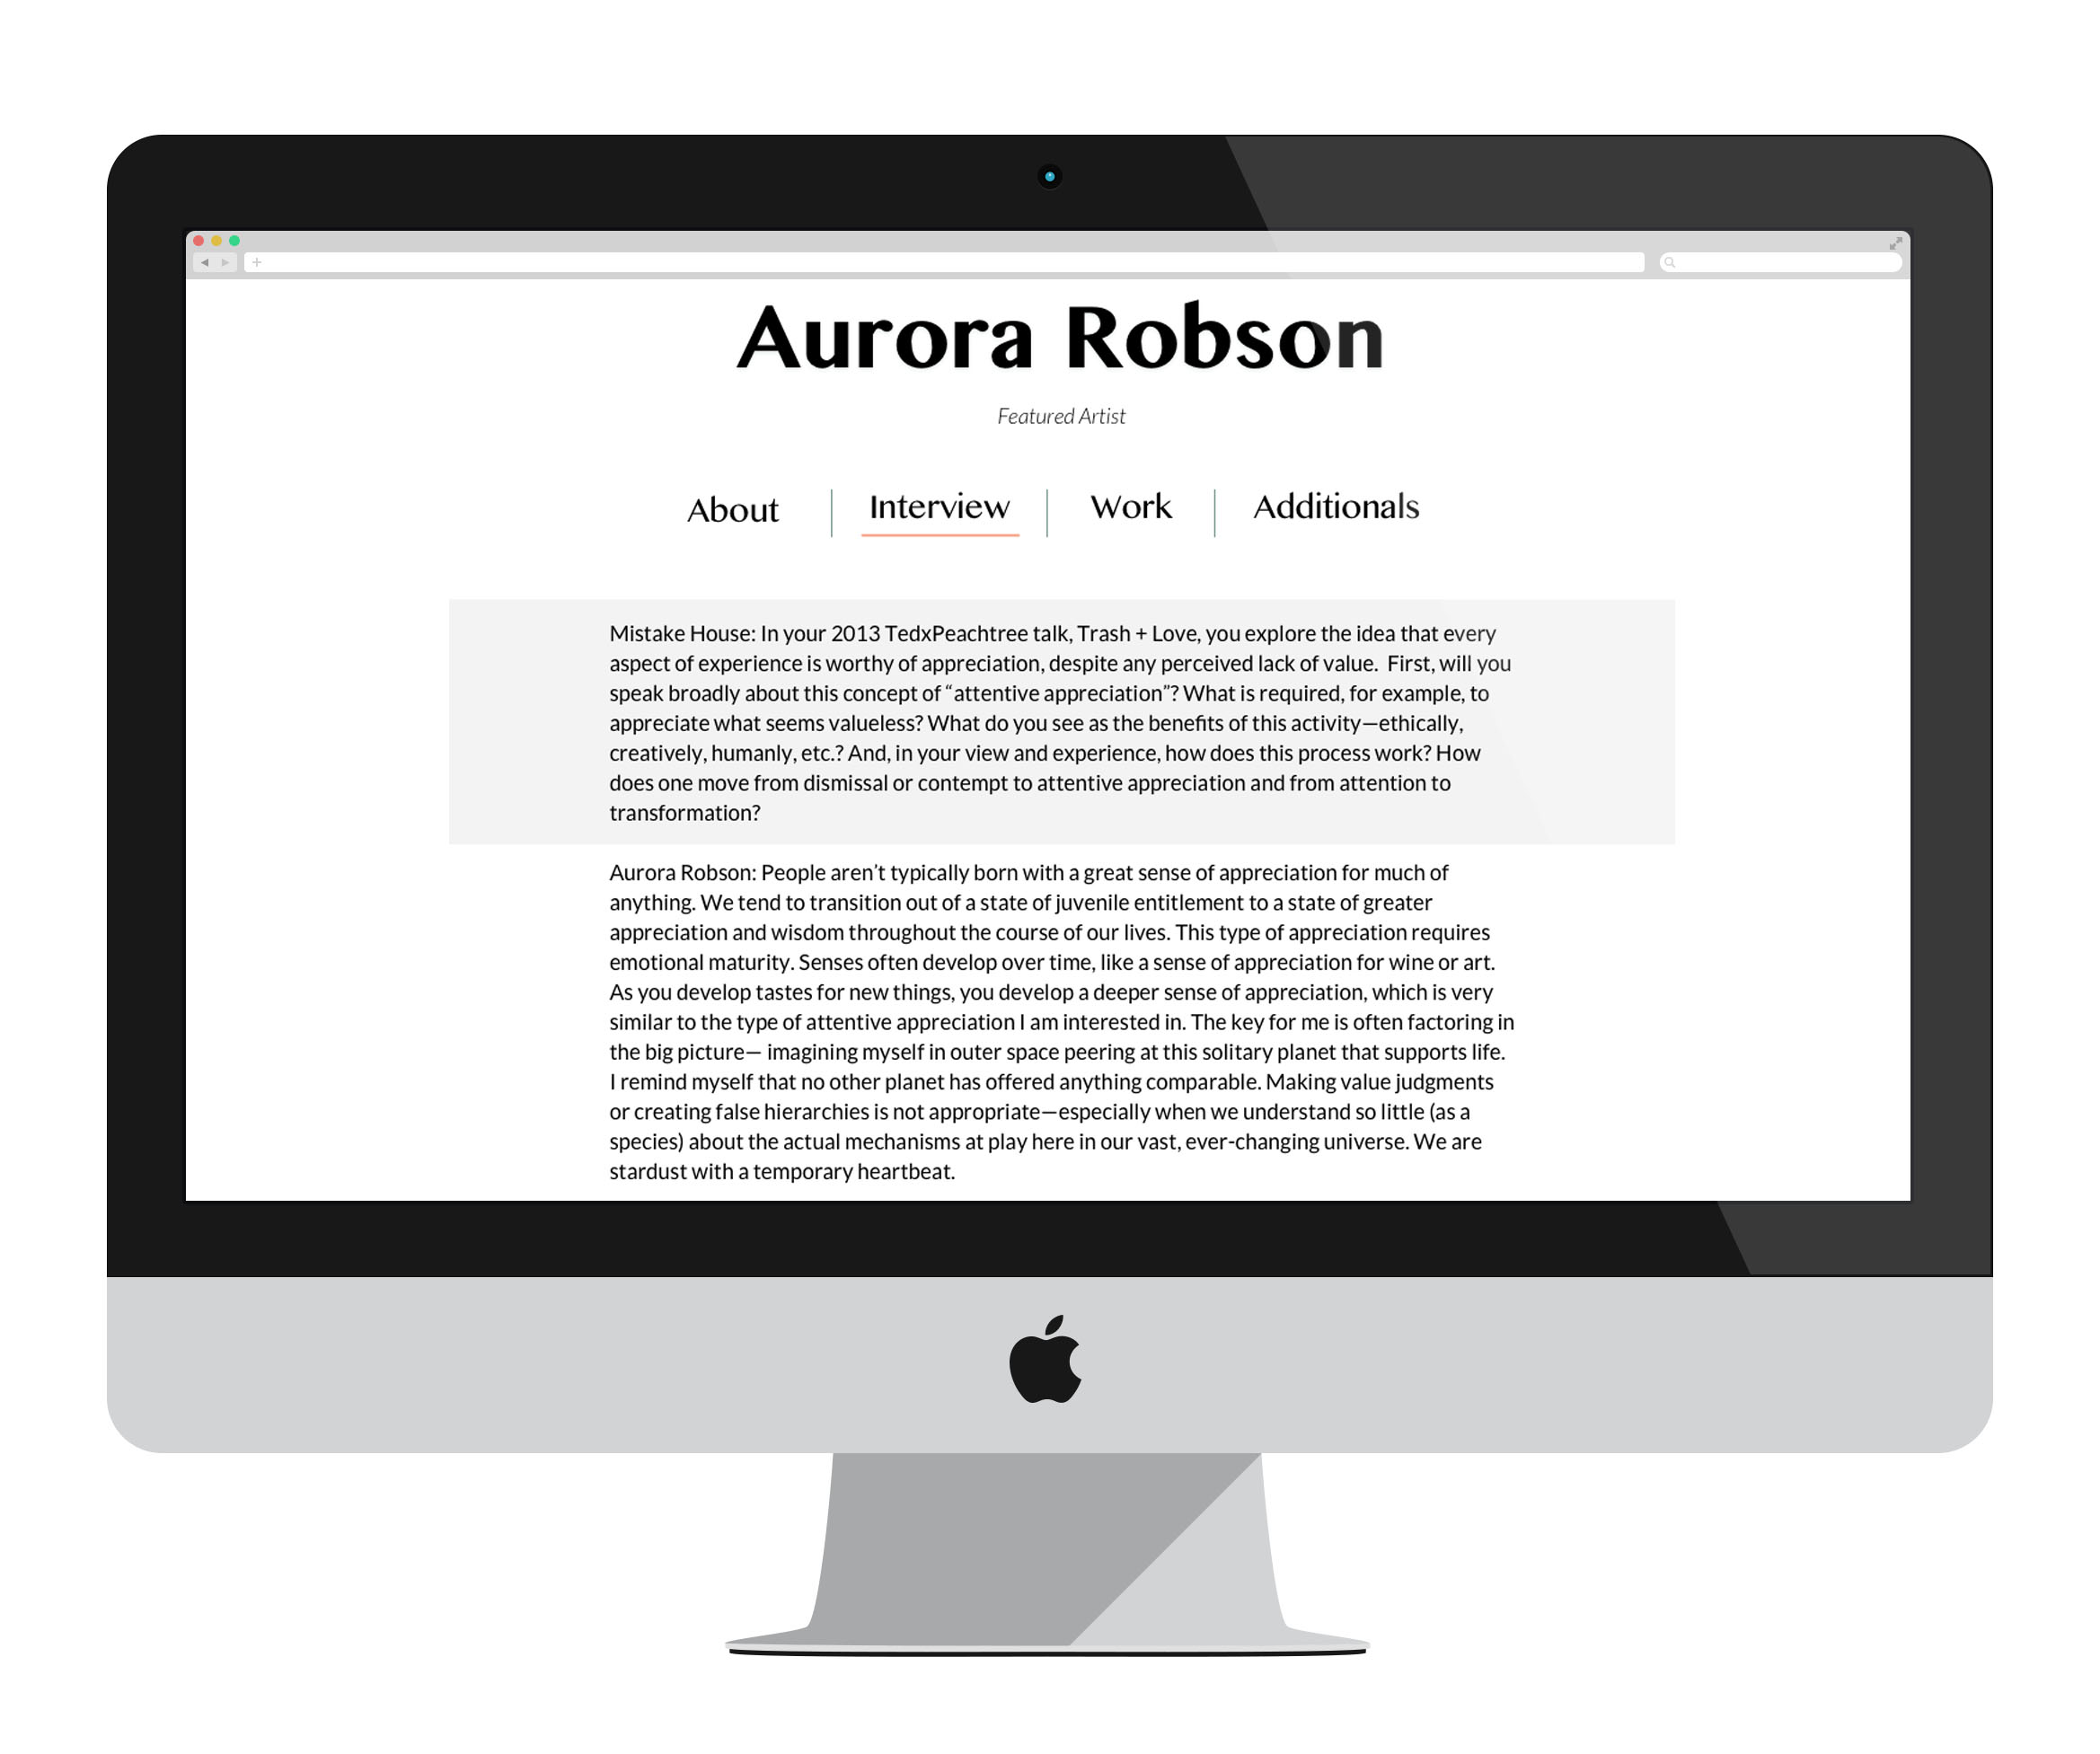 Aurora Robson
Featured Artist
About Interview Work Additionals
Mistake House: In your 2013 TedxPeachtree talk, Trash + Love, you explore the idea that every
aspect of experience is worthy of appreciation, despite any perceived lack of value.  First, will you
speak broadly about this concept of “attentive appreciation”? What is required, for example, to
appreciate what seems valueless? What do you see as the benefits of this activity—ethically,
creatively, humanly, etc.? And, in your view and experience, how does this process work? How
does one move from dismissal or contempt to attentive appreciation and from attention to
transformation?
Aurora Robson: People aren’t typically born with a great sense of appreciation for much of
anything. We tend to transition out of a state of juvenile entitlement to a state of greater
appreciation and wisdom throughout the course of our lives. This type of appreciation requires
emotional maturity. Senses often develop over time, like a sense of appreciation for wine or art.
As you develop tastes for new things, you develop a deeper sense of appreciation, which is very
similar to the type of attentive appreciation I am interested in. The key for me is often factoring in
the big picture— imagining myself in outer space peering at this solitary planet that supports life.
I remind myself that no other planet has offered anything comparable. Making value judgments
or creating false hierarchies is not appropriate—especially when we understand so little (as a
species) about the actual mechanisms at play here in our vast, ever-changing universe. We are
stardust with a temporary heartbeat.